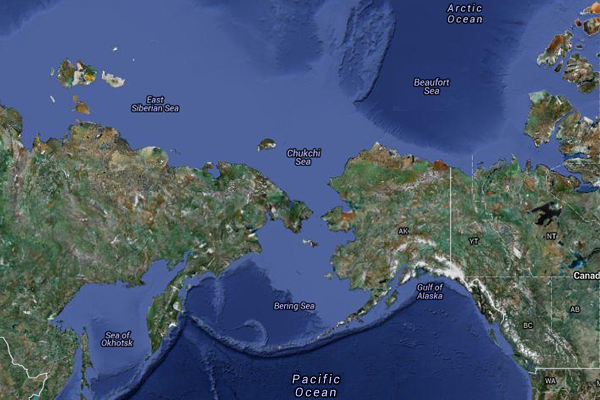 Arctic
Ocean
Beaufort
Sea
East
Siberian Sea
Chukchi
Sea
AK
YT
NT
Canad
Gulf of
Alaska
Bering Sea
AB
BC
Sea of
Okhotsk
Pacific
Ocean
WA